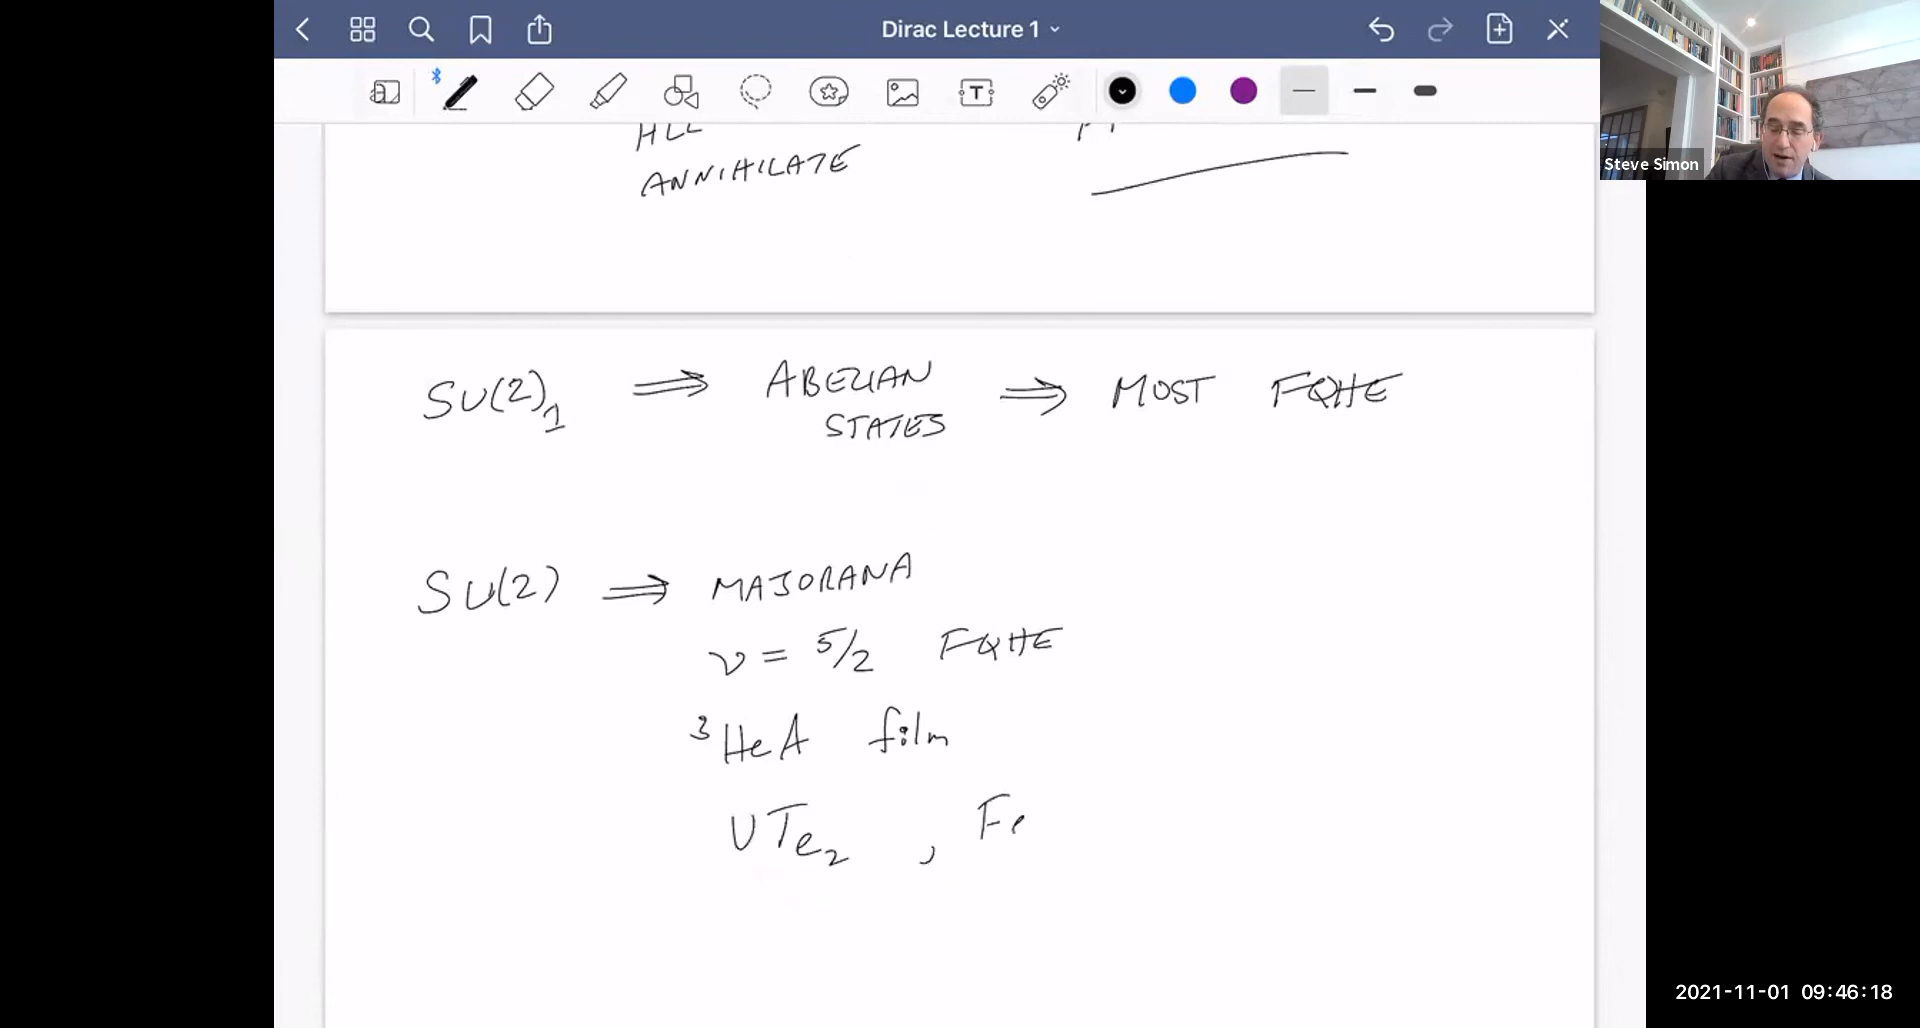 Dirac Lecture 1
T
Steve Simon
ANNIHILATE
SU(2)₁ ⟹ ABELIAN STATES ⟹ MOST FQHE
SU(2) ⟹ MAJORANA
ν = 5/2 FQHE
³HeA film
UTe₂ , Fe
2021-11-01 09:46:18